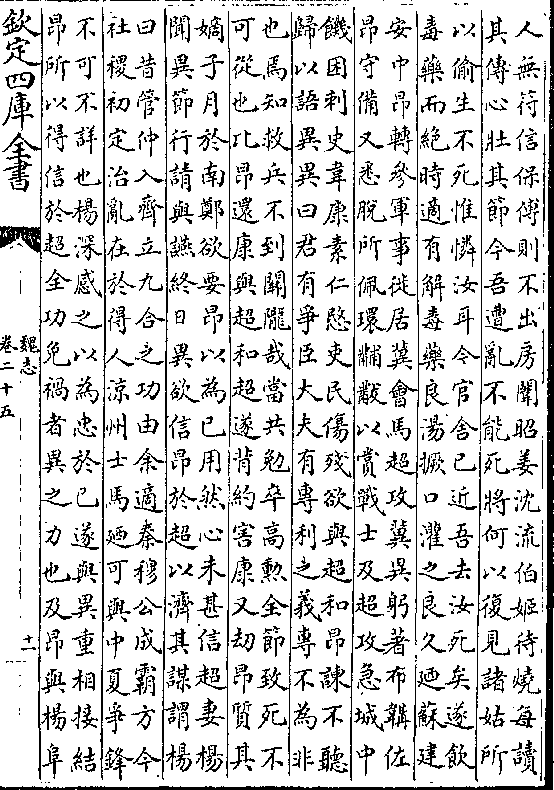 人無符信保傅則不出房闈昭姜沈流伯姬待燒每讀
其傳心壯其節今吾遭亂不能死將何以復見諸姑所
以偷生不死惟憐汝耳今官舍已近吾去汝死矣遂飲
毒藥而絶時適有解毒藥良湯撅口灌之良久廼蘇建
安中昂轉參軍事徙居冀會馬超攻冀異躬著布韝佐
昂守備又悉脱所佩環黼黻以賞戰士及超攻急城中
饑困刺史韋康素仁愍吏民傷殘欲與超和昂諫不聽
歸以語異異曰君有爭臣大夫有專利之義專不為非
也焉知救兵不到關隴哉當共勉卒高勲全節致死不
可從也比昂還康與超和超遂背約害康又刼昂質其
嫡子月於南鄭欲要昂以為已用然心未甚信超妻楊
聞異節行請與讌終日異欲信昂於超以濟其謀謂楊
曰昔管仲入齊立九合之功由余適秦穆公成霸方今
社稷初定治亂在於得人涼州士馬廼可與中夏爭鋒
不可不詳也楊深感之以為忠於已遂與異重相接結
昂所以得信於超全功免禍者異之力也及昂與楊阜
欽定四庫全書
魏志
卷二十五
十一